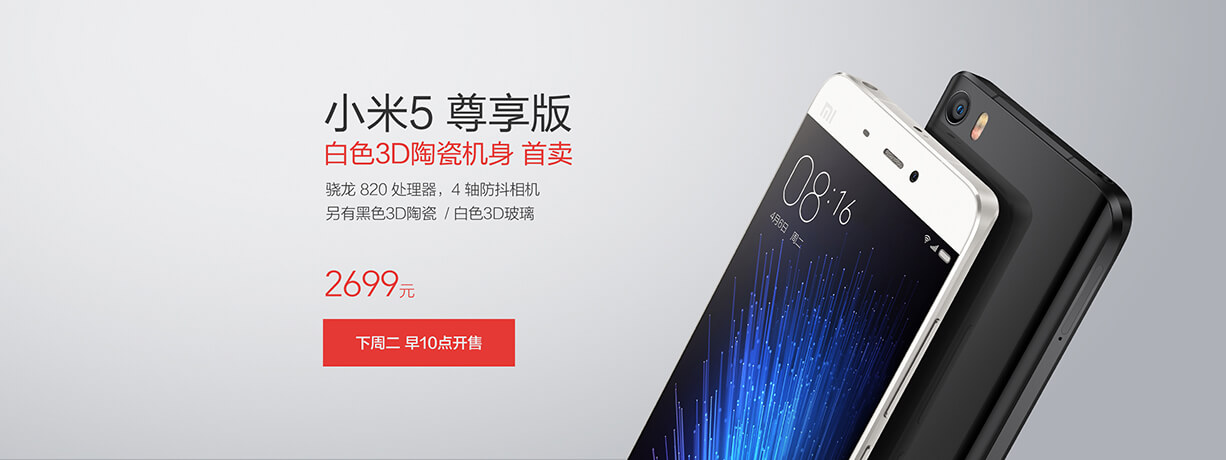 小米5 尊享版
白色3D陶瓷机身 首卖
骁龙 820 处理器，4 轴防抖相机
另有黑色3D陶瓷 / 白色3D玻璃
2699元
下周二 早10点开售
MI
08:16
4月6日 周二